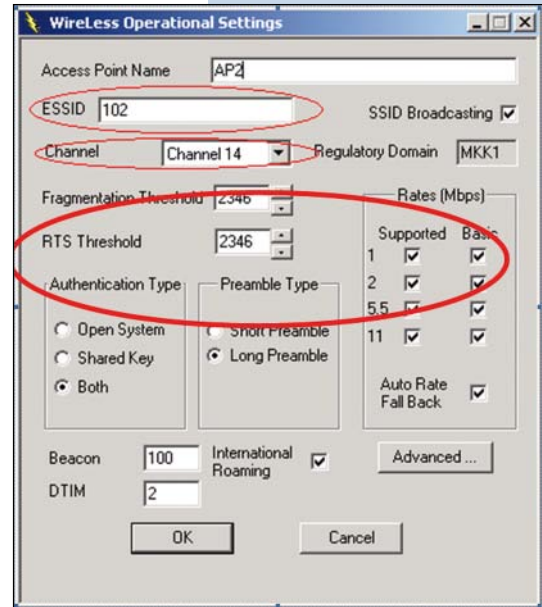 WireLess Operational Settings
Access Point Name AP2
ESSID 102 SSID Broadcasting
Channel Channel 14 Regulatory Domain MKK1
Fragmentation Threshold 2346 Rates (Mbps)
RTS Threshold 2346 Supported Basic
1
Authentication Type Preamble Type 2
5.5
Open System Short Preamble 11
Shared Key Long Preamble
Both Auto Rate
Fall Back
Beacon 100 International Roaming Advanced ...
DTIM 2
OK Cancel